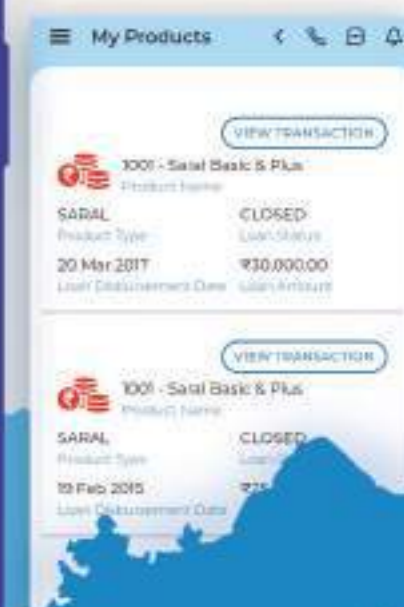 My Products
VIEW TRANSACTION
1001 - Saral Basic & Plus
Product Name
SARAL CLOSED
Product Type Loan Status
20 Mar 2017 ₹30,000.00
Loan Disbursement Date Loan Amount
VIEW TRANSACTION
1001 - Saral Basic & Plus
Product Name
SARAL CLOSED
Product Type
19 Feb 2015
Loan Disbursement Date